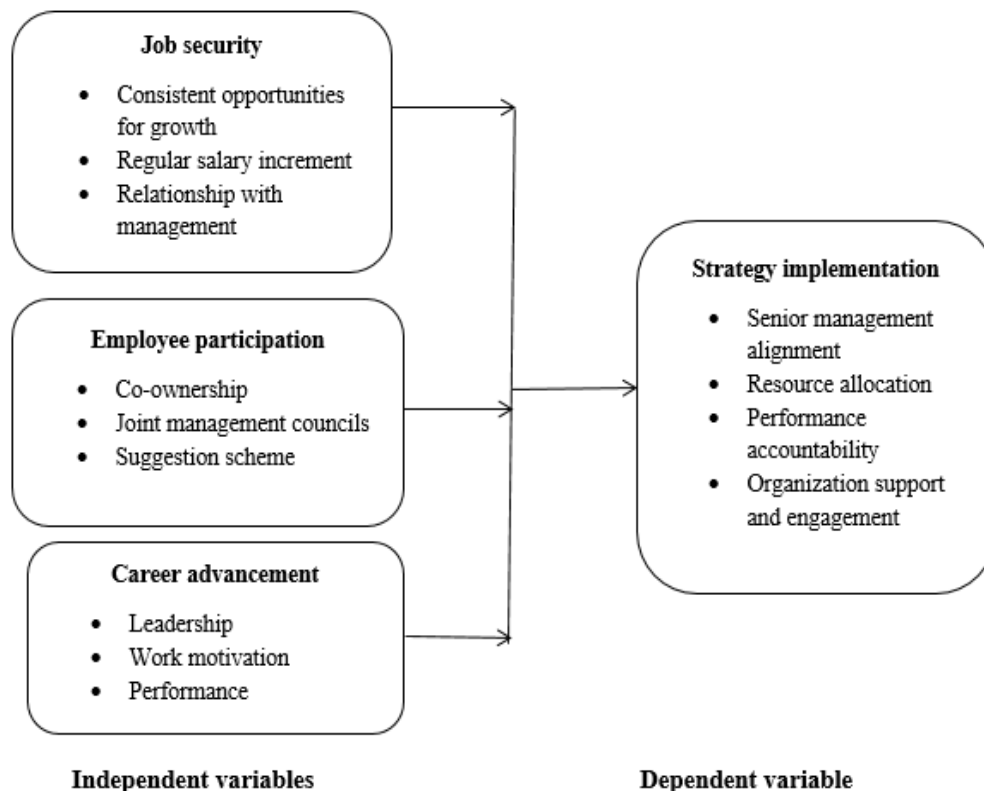 Job security
• Consistent opportunities
for growth
• Regular salary increment
• Relationship with
management
Employee participation
• Co-ownership
• Joint management councils
• Suggestion scheme
Career advancement
• Leadership
• Work motivation
• Performance
Independent variables
Strategy implementation
• Senior management
alignment
• Resource allocation
• Performance
accountability
• Organization support
and engagement
Dependent variable